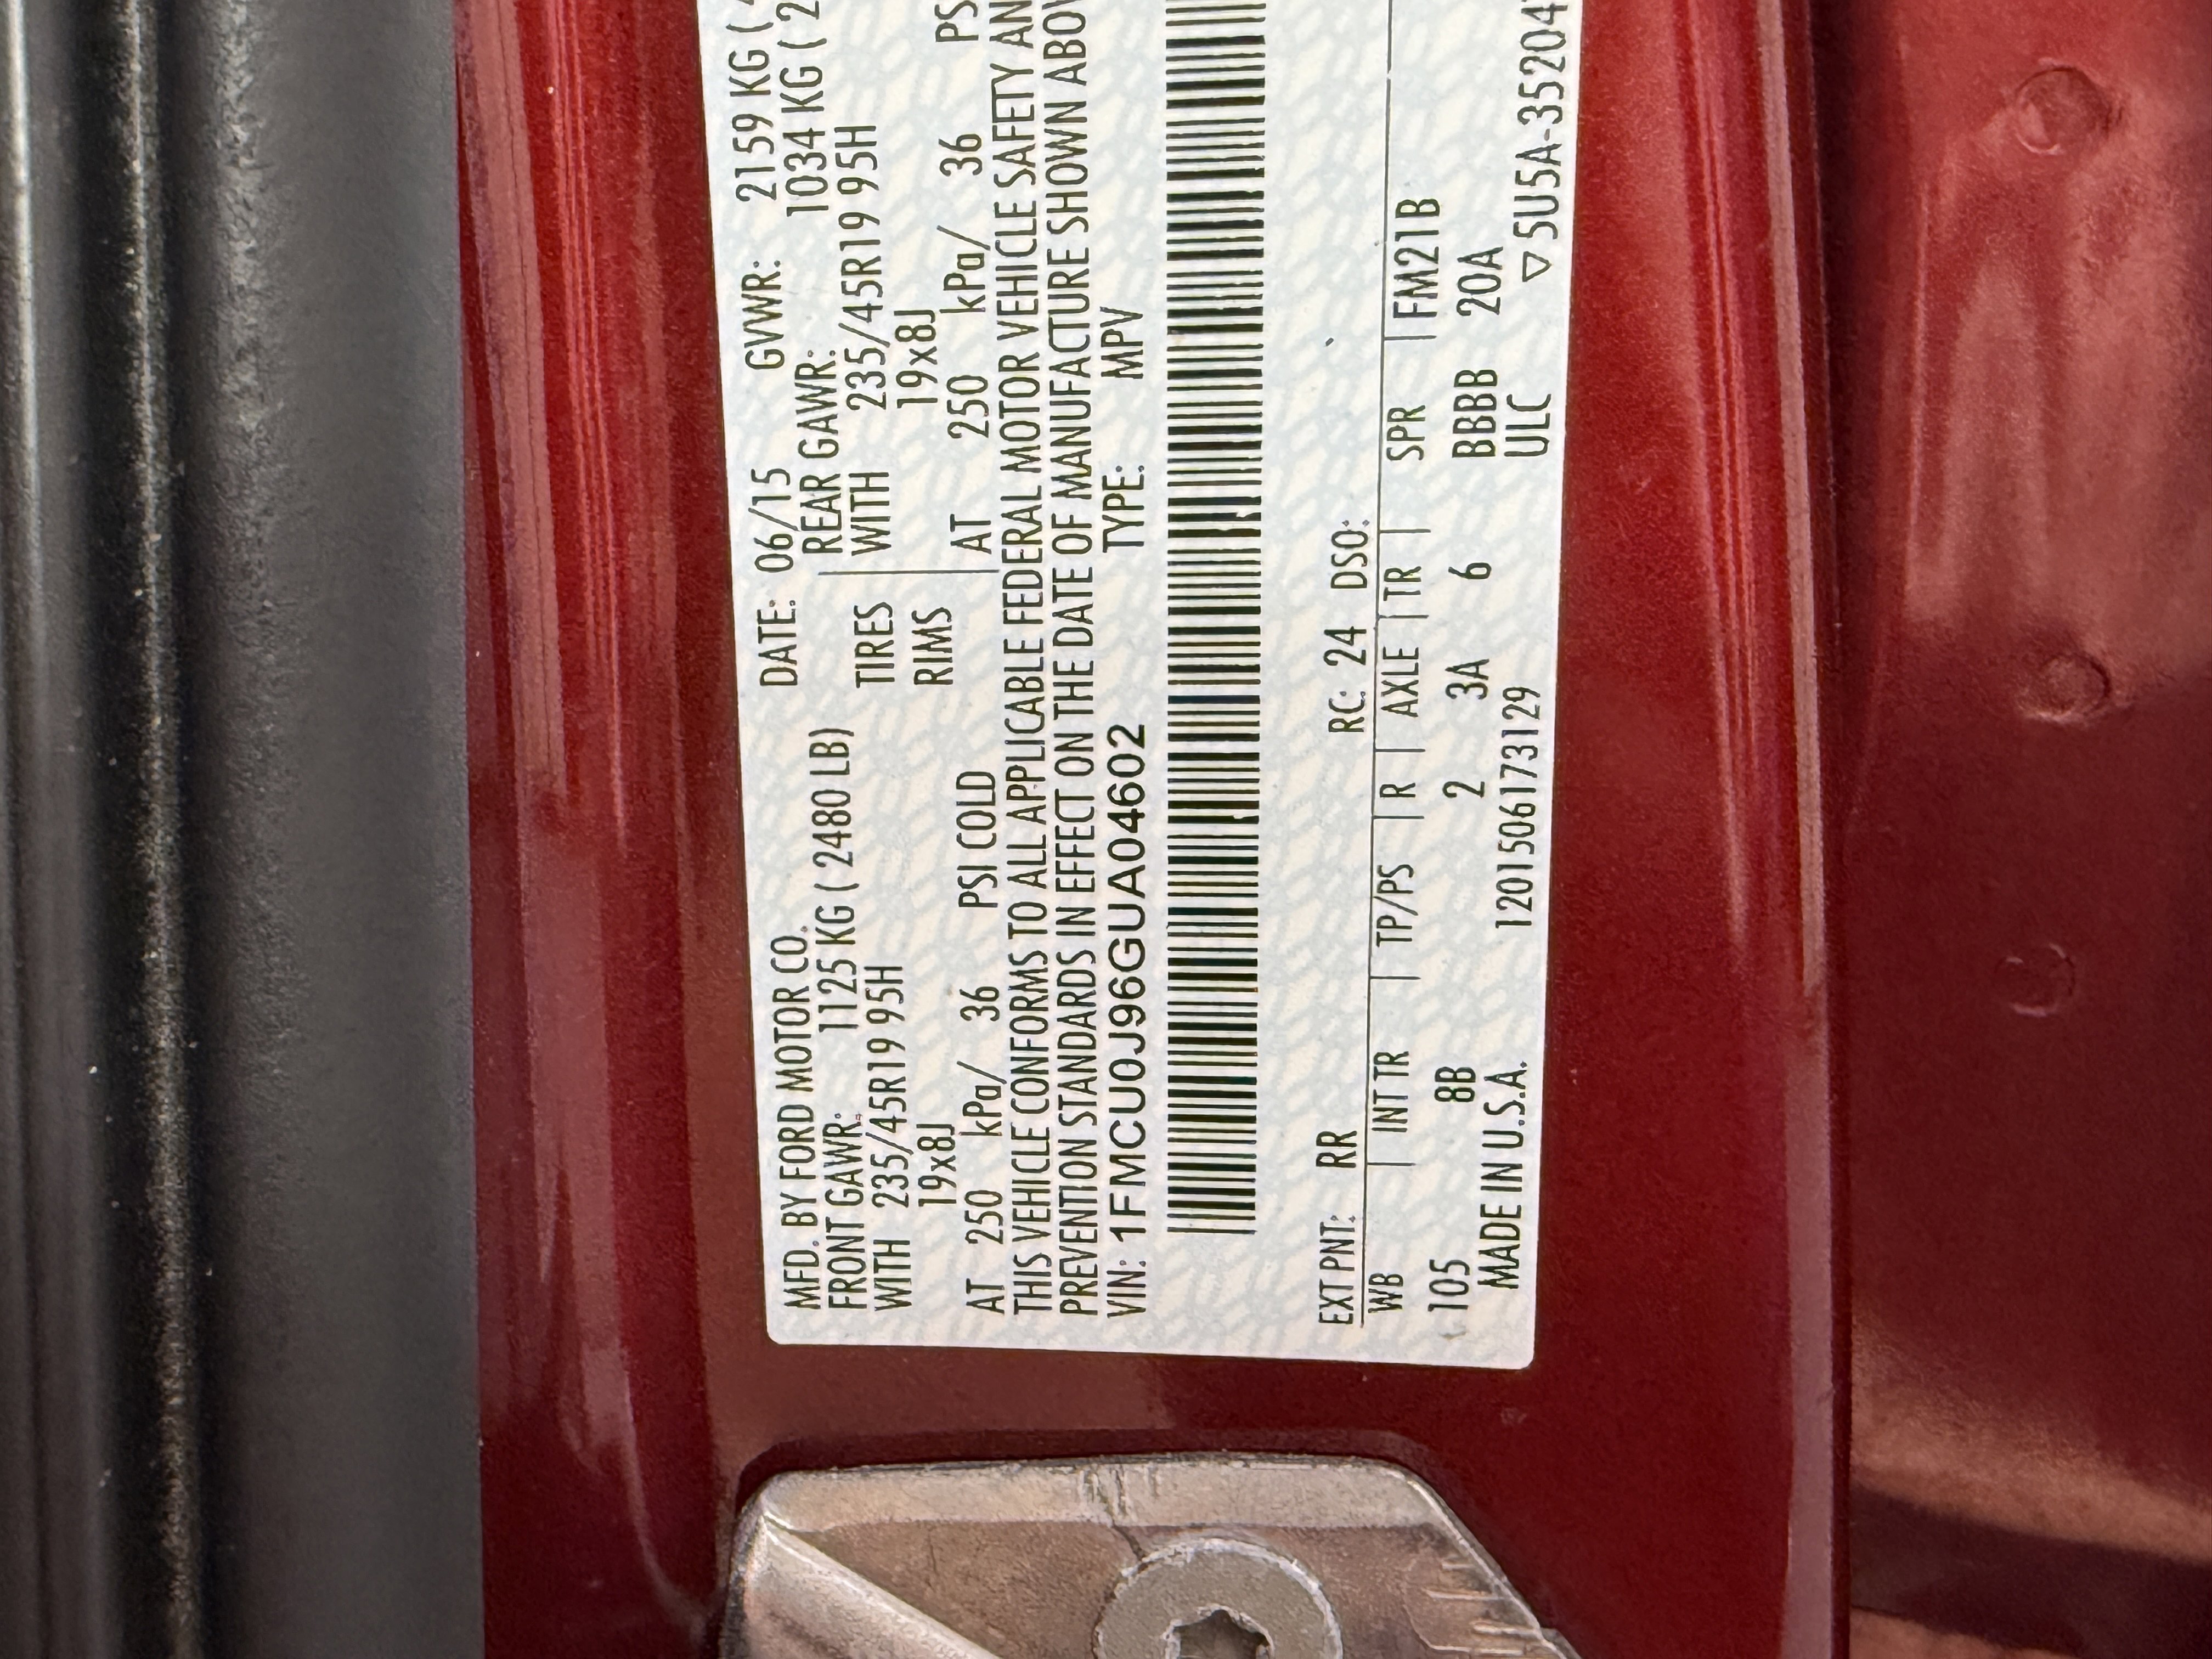 MFD. BY FORD MOTOR CO. DATE: 06/15 GVWR: 2159 KG (
FRONT GAWR: 1125 KG ( 2480 LB) REAR GAWR: 1034 KG ( 2
WITH 235/45R19 95H TIRES WITH 235/45R19 95H
19x8J RIMS 19x8J
AT 250 kPa/ 36 PSI COLD AT 250 kPa/ 36 PS
THIS VEHICLE CONFORMS TO ALL APPLICABLE FEDERAL MOTOR VEHICLE SAFETY AN
PREVENTION STANDARDS IN EFFECT ON THE DATE OF MANUFACTURE SHOWN ABOV
VIN: 1FMCU0J96GUA04602 TYPE: MPV
EXT PNT: RR RC: 24 DSO:
WB | INT TR | TP/PS | R | AXLE | TR | SPR | FM21B
105 8B 2 3A 6 BBBB 20A
MADE IN U.S.A. 1201506173129 ULC ▽5U5A-35204